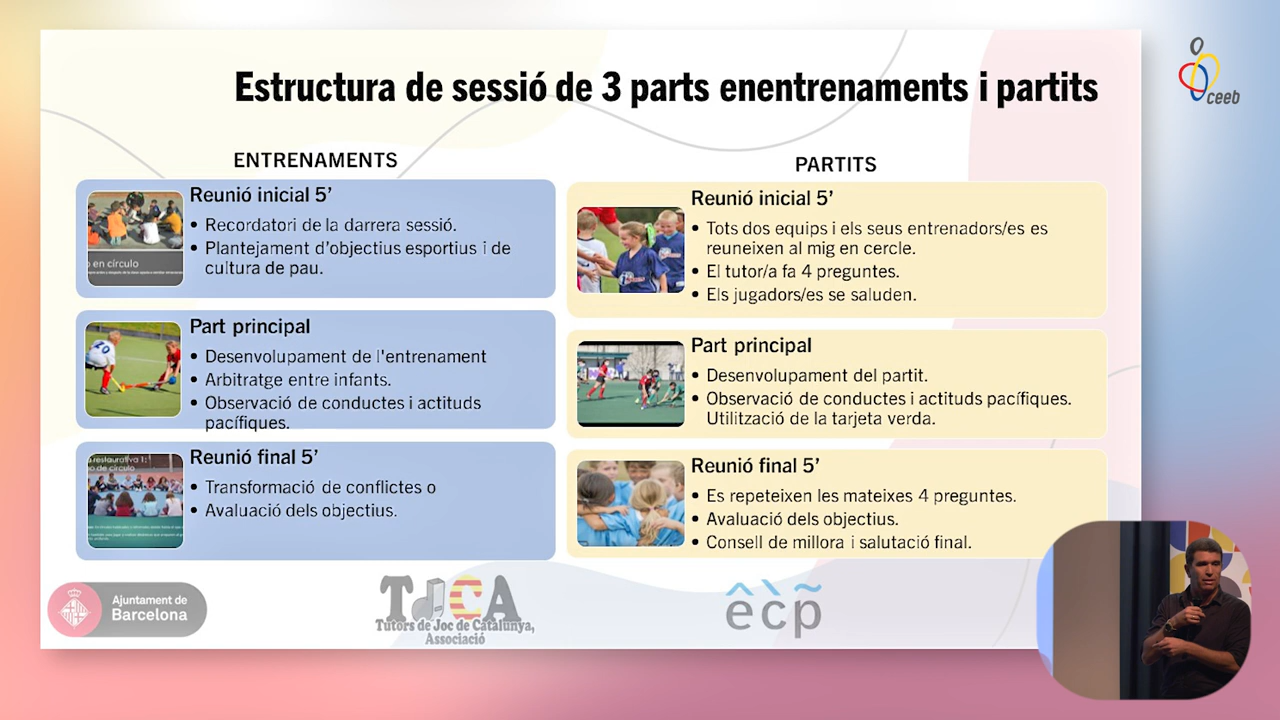 Estructura de sessió de 3 parts enentrenaments i partits
ceeb
ENTRENAMENTS
Reunió inicial 5’
• Recordatori de la darrera sessió.
• Plantejament d’objectius esportius i de
cultura de pau.
o en círculo
Part principal
• Desenvolupament de l'entrenament
• Arbitratge entre infants.
• Observació de conductes i actituds
pacífiques.
20
Reunió final 5’
• Transformació de conflictes o
• Avaluació dels objectius.
a restaurativa 1:
o de círculo
PARTITS
Reunió inicial 5’
• Tots dos equips i els seus entrenadors/es es
reuneixen al mig en cercle.
• El tutor/a fa 4 preguntes.
• Els jugadors/es se saluden.
Part principal
• Desenvolupament del partit.
• Observació de conductes i actituds pacífiques.
Utilització de la tarjeta verda.
Reunió final 5’
• Es repeteixen les mateixes 4 preguntes.
• Avaluació dels objectius.
• Consell de millora i salutació final.
Ajuntament de
Barcelona
TJCA
Tutors de Joc de Catalunya,
Associació
ecp